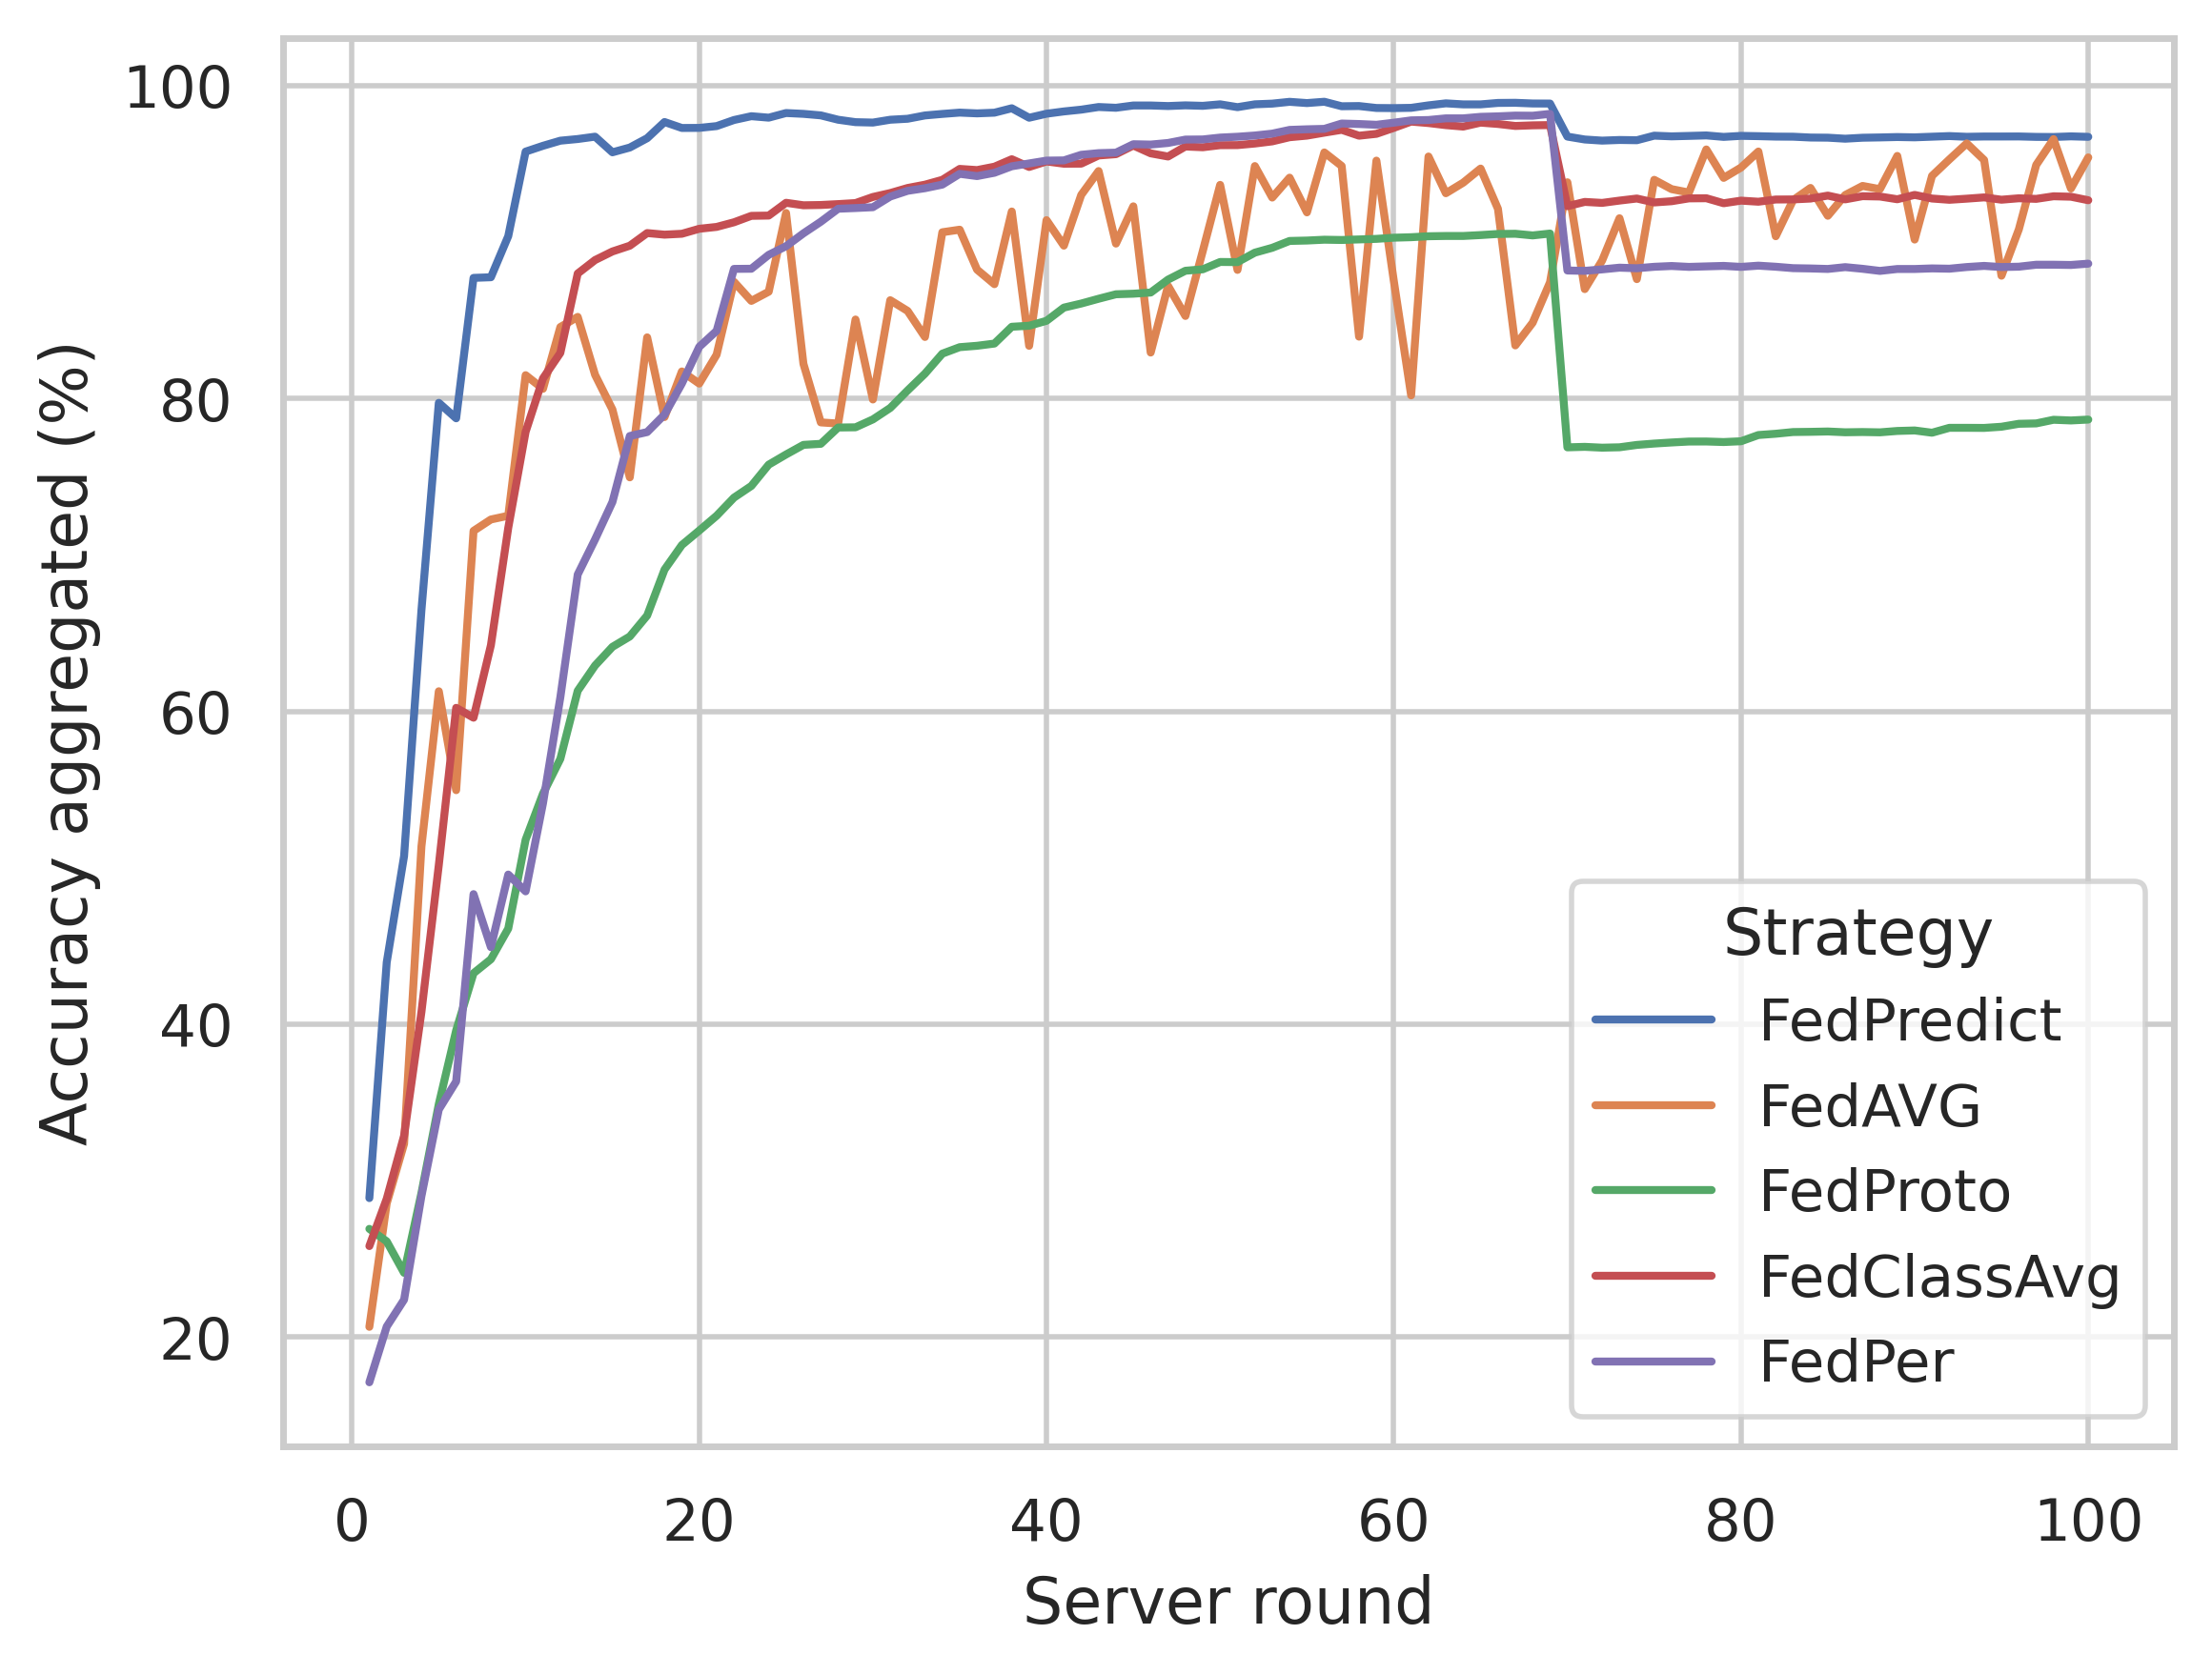 Accuracy aggregated (%)
100
80
60
40
20
0
20
40
60
80
100
Server round
Strategy
FedPredict
FedAVG
FedProto
FedClassAvg
FedPer